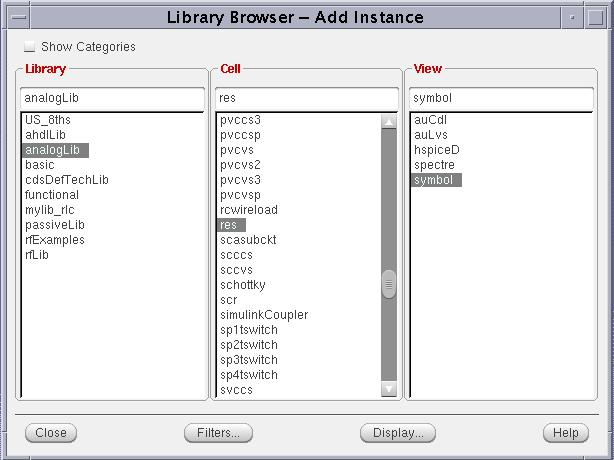 Library Browser – Add Instance
Show Categories
Library
analogLib
US_8ths
ahdlLib
analogLib
basic
cdsDefTechLib
functional
mylib_rlc
passiveLib
rfExamples
rfLib
Cell
res
pvccs3
pvccsp
pvcvs
pvcvs2
pvcvs3
pvcvsp
rcwireload
res
scasubckt
scccs
sccvs
schottky
scr
simulinkCoupler
sp1tswitch
sp2tswitch
sp3tswitch
sp4tswitch
svccs
View
symbol
auCdl
auLvs
hspiceD
spectre
symbol
Close
Filters...
Display...
Help